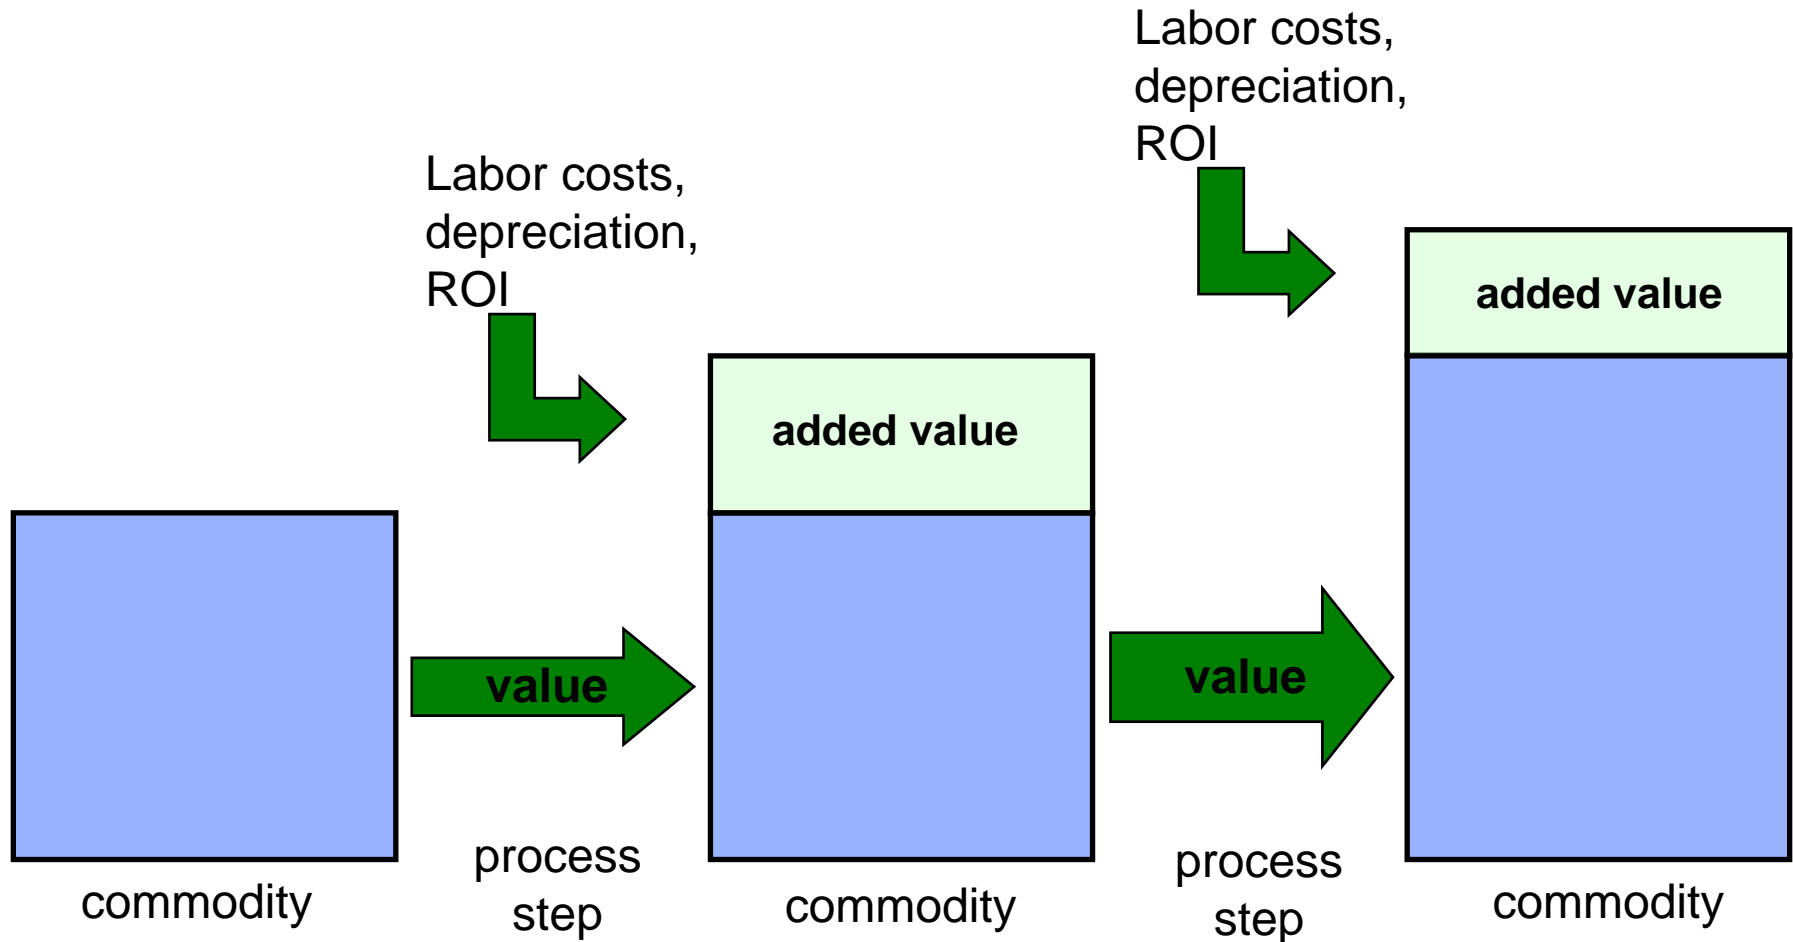 Labor costs,
depreciation,
ROI
Labor costs,
depreciation,
ROI
added value
added value
value
value
commodity
process
step
commodity
process
step
commodity